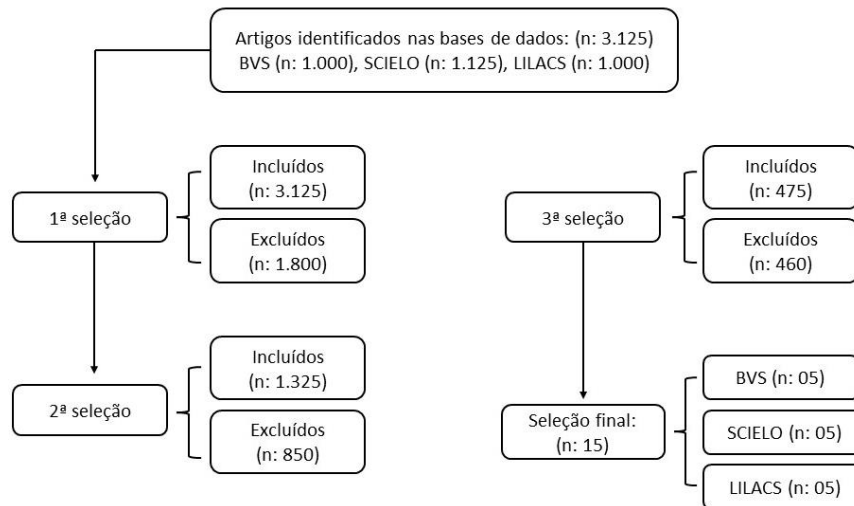 Artigos identificados nas bases de dados: (n: 3.125)
BVS (n: 1.000), SCIELO (n: 1.125), LILACS (n: 1.000)
1ª seleção
Incluídos
(n: 3.125)
Excluídos
(n: 1.800)
2ª seleção
Incluídos
(n: 1.325)
Excluídos
(n: 850)
3ª seleção
Incluídos
(n: 475)
Excluídos
(n: 460)
Seleção final:
(n: 15)
BVS (n: 05)
SCIELO (n: 05)
LILACS (n: 05)